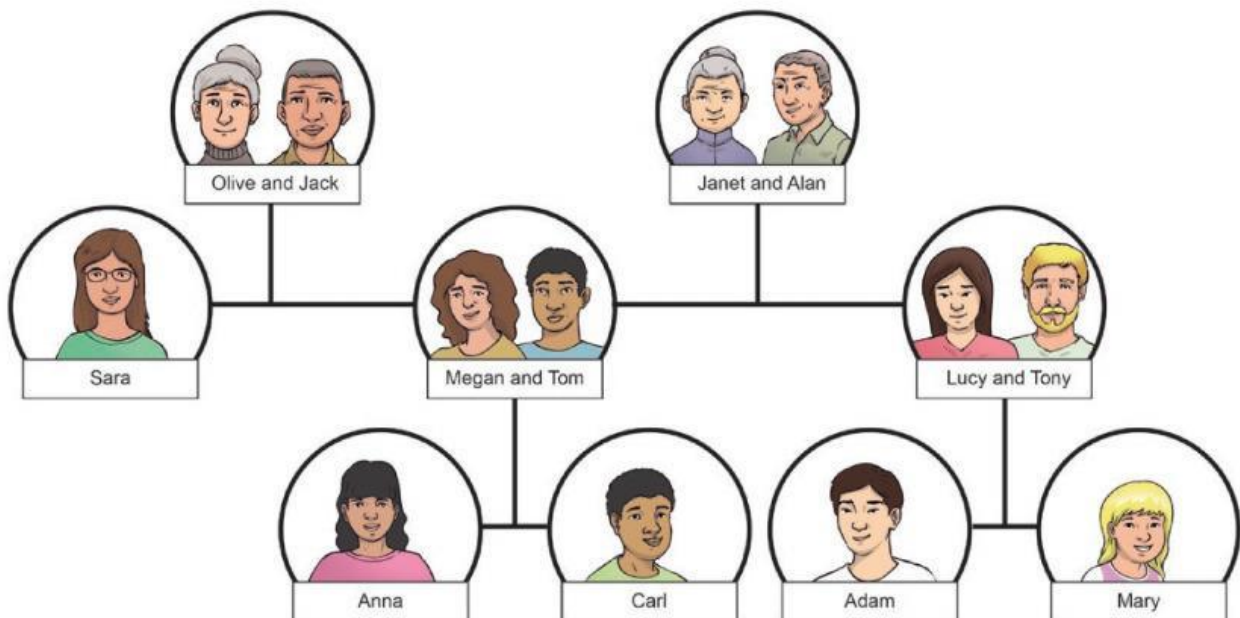 Olive and Jack
Janet and Alan
Sara
Megan and Tom
Lucy and Tony
Anna
Carl
Adam
Mary